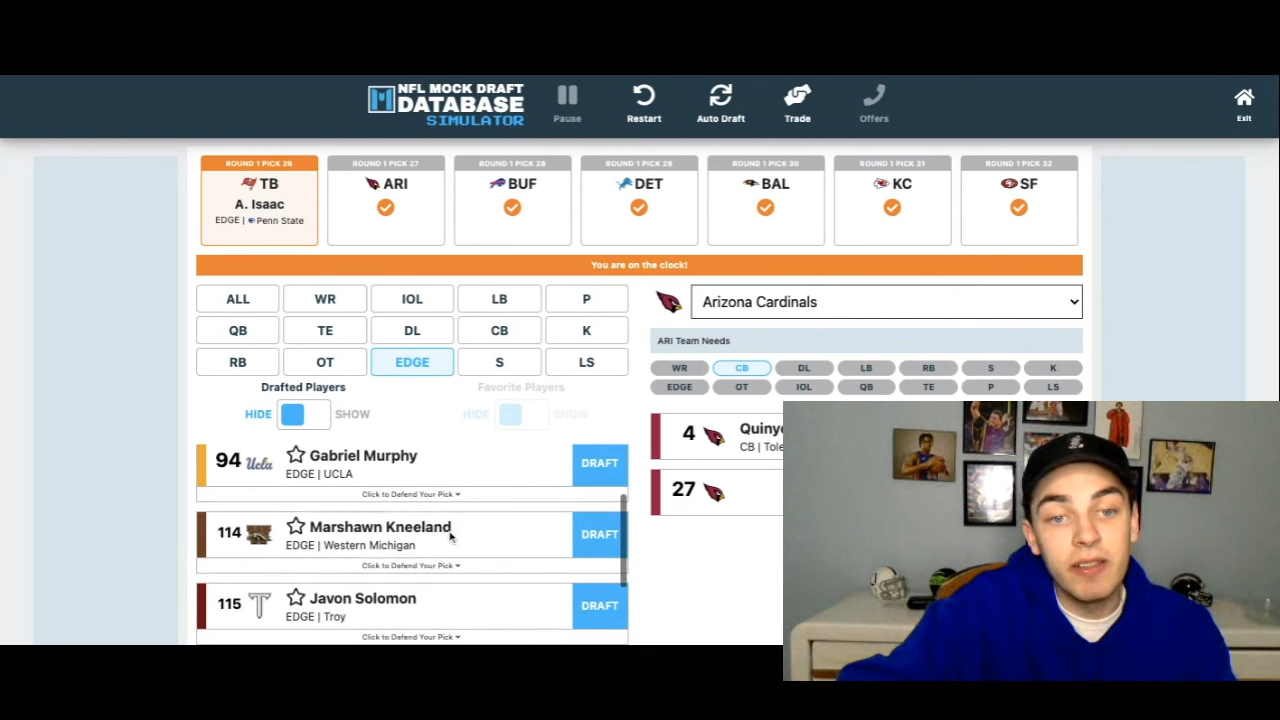 NFL MOCK DRAFT
DATABASE
SIMULATOR
Pause
Restart
Auto Draft
Trade
Offers
Exit
ROUND 1 PICK 26
TB
A. Isaac
EDGE | Penn State
ROUND 1 PICK 27
ARI
ROUND 1 PICK 28
BUF
ROUND 1 PICK 29
DET
ROUND 1 PICK 30
BAL
ROUND 1 PICK 31
KC
ROUND 1 PICK 32
SF
You are on the clock!
ALL WR IOL LB P
QB TE DL CB K
RB OT EDGE S LS
Drafted Players
HIDE SHOW
Favorite Players
HIDE SHOW
94 Ucla Gabriel Murphy
EDGE | UCLA
DRAFT
Click to Defend Your Pick
114 Marshawn Kneeland
EDGE | Western Michigan
DRAFT
Click to Defend Your Pick
115 T Javon Solomon
EDGE | Troy
DRAFT
Click to Defend Your Pick
Arizona Cardinals
ARI Team Needs
WR CB DL LB RB S K
EDGE OT IOL QB TE P LS
4 Quinyo
CB | Tole
27